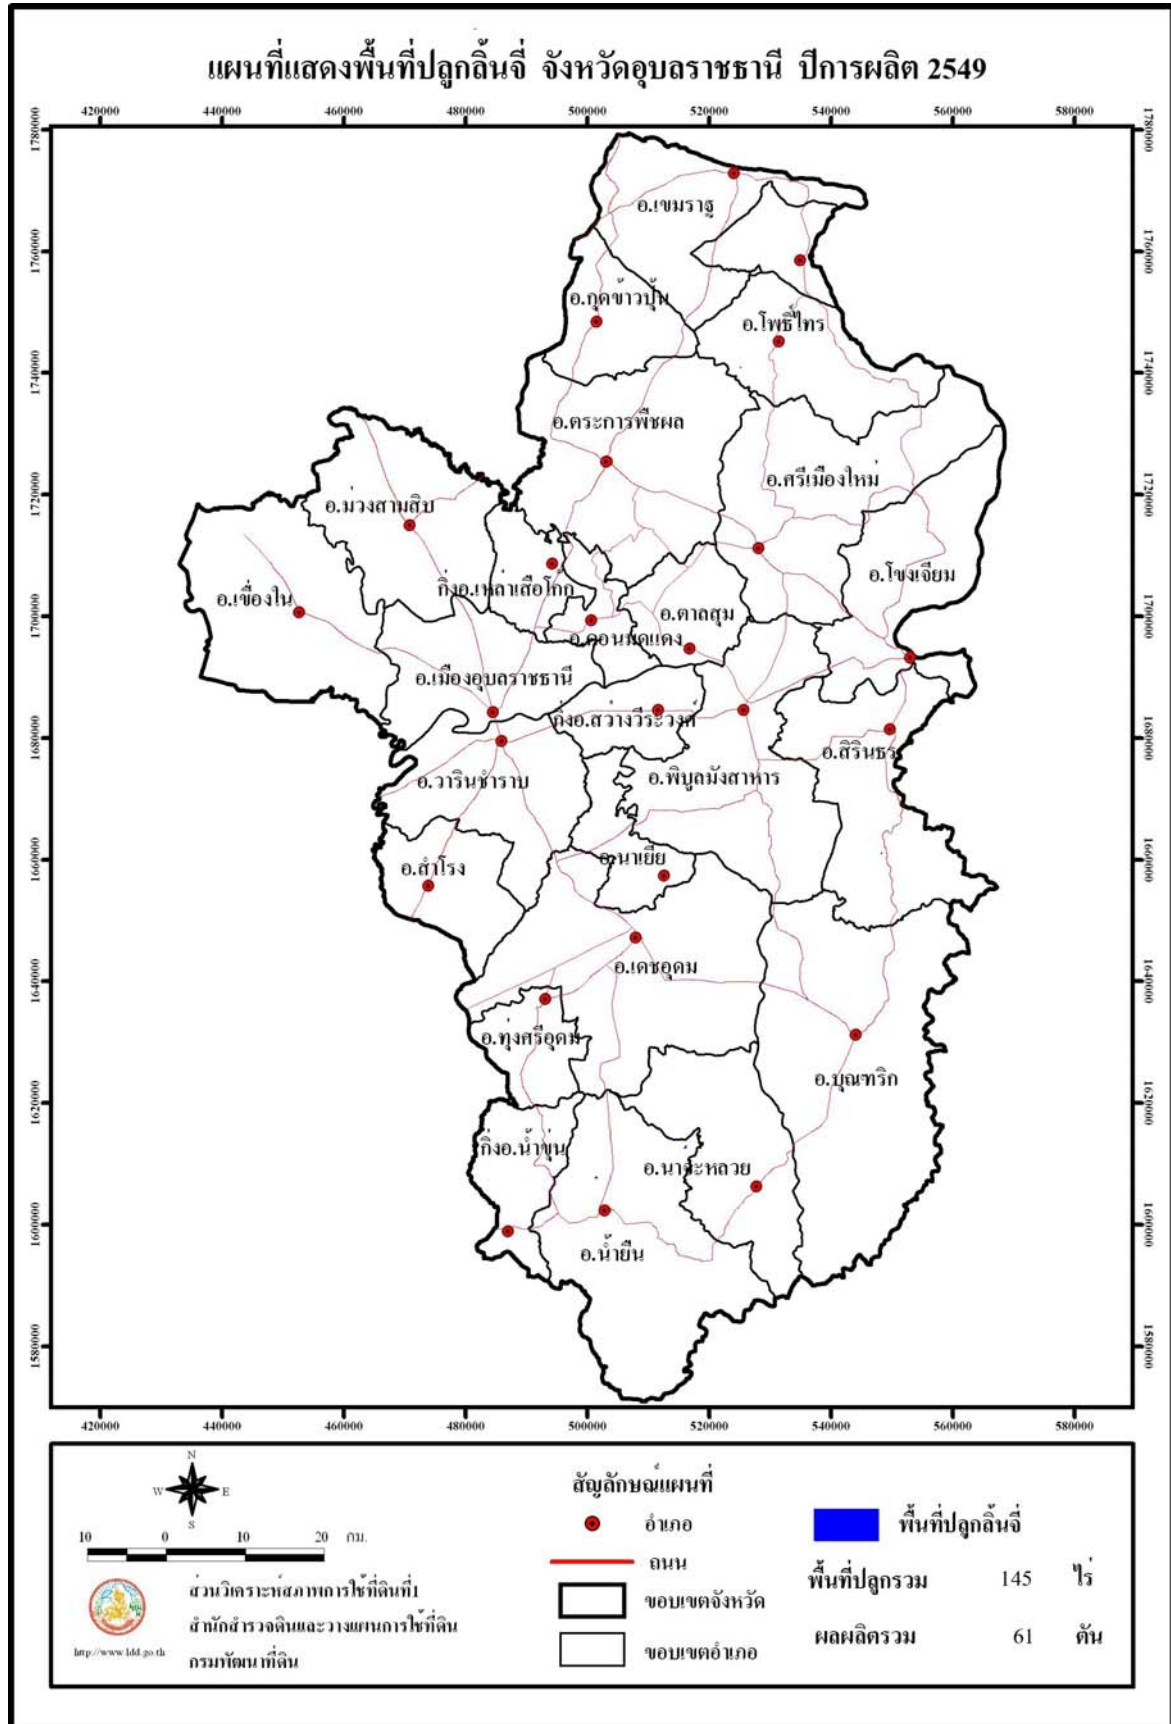 แผนที่แสดงพื้นที่ปลูกลิ้นจี่ จังหวัดอุบลราชธานี ปีการผลิต 2549
420000 440000 460000 480000 500000 520000 540000 560000 580000
1780000 1780000
อ.เขมราฐ
1760000 1760000
อ.กุดข้าวปุ้น
อ.โพธิ์ไทร
1740000 1740000
อ.ตระการพืชผล
อ.ศรีเมืองใหม่
1720000 1720000
อ.ม่วงสามสิบ
อ.โขงเจียม
กิ่งอ.เหล่าเสือโก้ก
อ.เขื่องใน
1700000 1700000
อ.ตาลสุม
อ.ดอนมดแดง
อ.เมืองอุบลราชธานี
กิ่งอ.สว่างวีระวงศ์
1680000 1680000
อ.สิรินธร
อ.พิบูลมังสาหาร
อ.วารินชำราบ
1660000 1660000
อ.นาเยีย
อ.สำโรง
อ.เดชอุดม
1640000 1640000
อ.ทุ่งศรีอุดม
อ.บุณฑริก
1620000 1620000
กิ่งอ.น้ำขุ่น
อ.นาจะหลวย
1600000 1600000
อ.น้ำยืน
1580000 1580000
420000 440000 460000 480000 500000 520000 540000 560000 580000
N
W E
S
10 0 10 20 กม.
ส่วนวิเคราะห์สภาพการใช้ที่ดินที่1
สำนักสำรวจดินและวางแผนการใช้ที่ดิน
กรมพัฒนาที่ดิน
http://www.ldd.go.th
สัญลักษณ์แผนที่
อำเภอ
ถนน
ขอบเขตจังหวัด
ขอบเขตอำเภอ
พื้นที่ปลูกลิ้นจี่
พื้นที่ปลูกรวม 145 ไร่
ผลผลิตรวม 61 ตัน